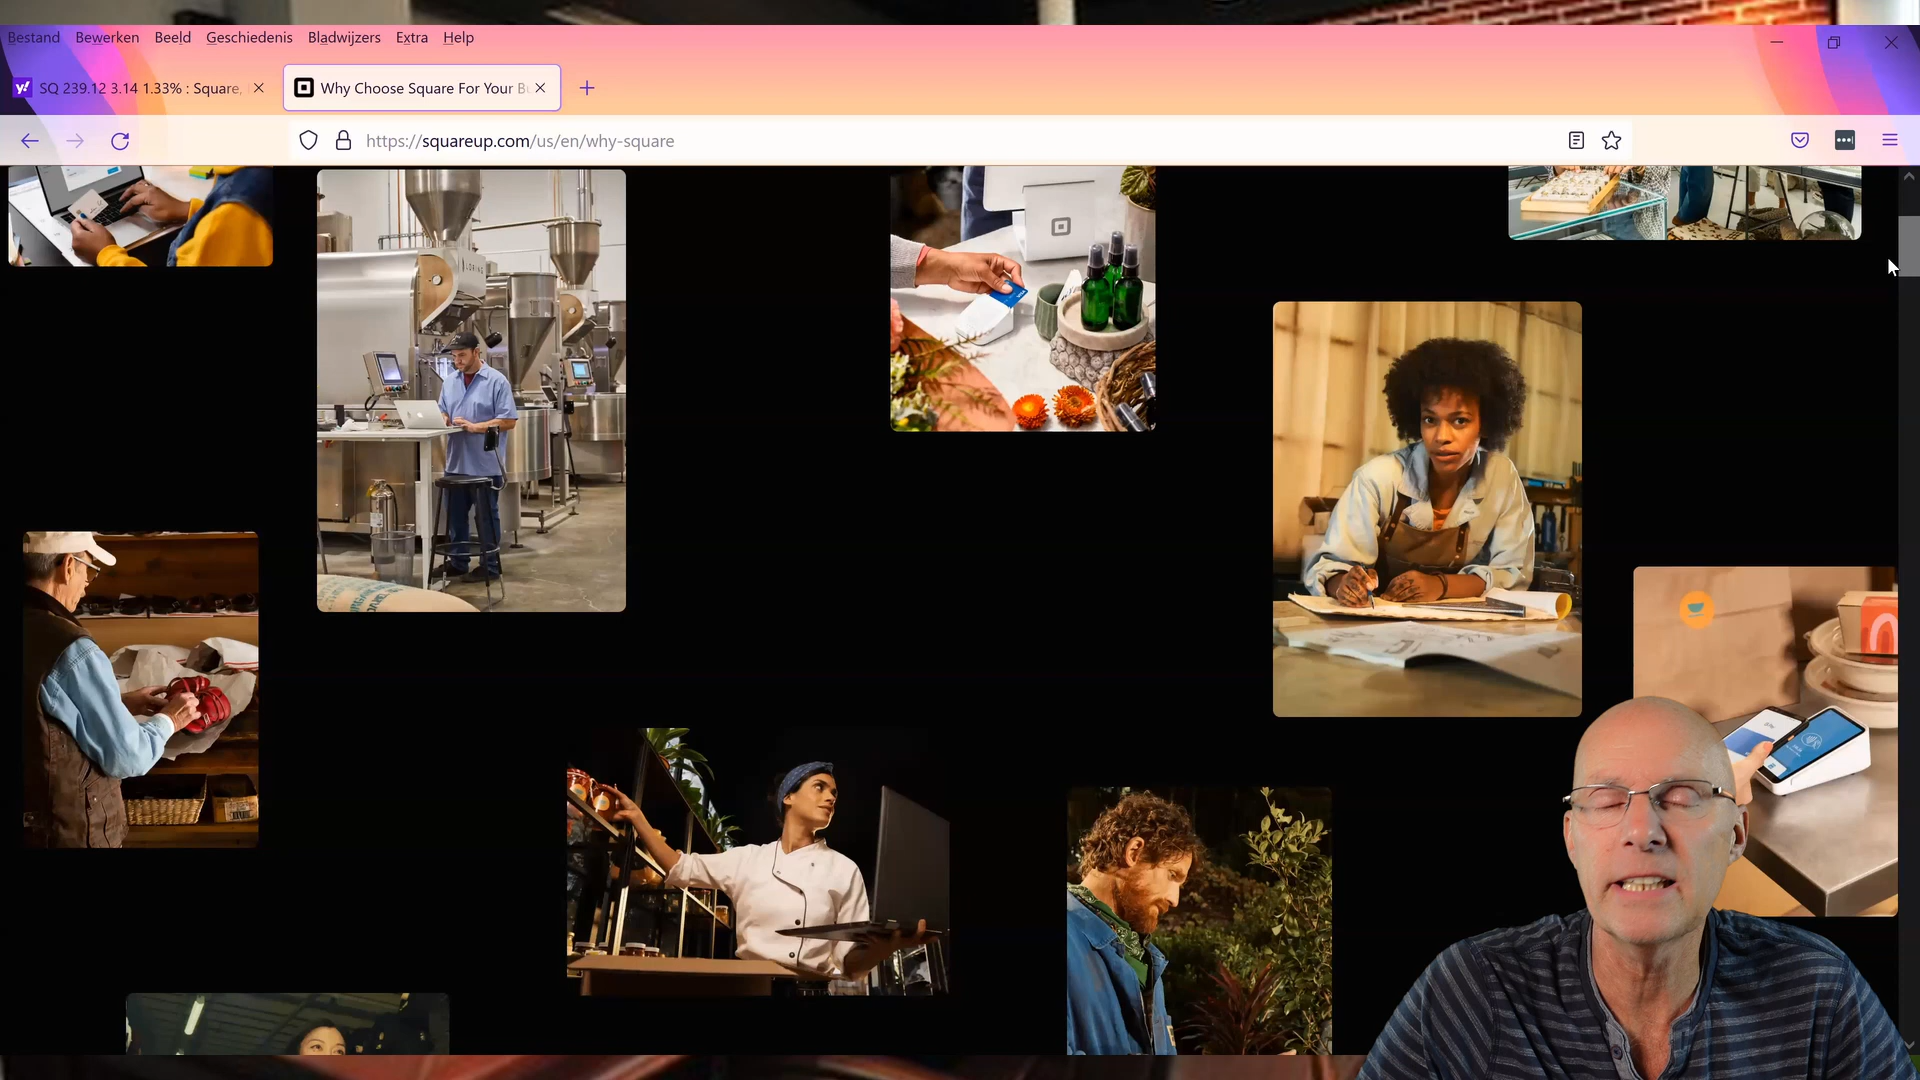 Bestand Bewerken Beeld Geschiedenis Bladwijzers Extra Help
SQ 239.12 3.14 1.33% : Square,
Why Choose Square For Your B
https://squareup.com/us/en/why-square
LORING